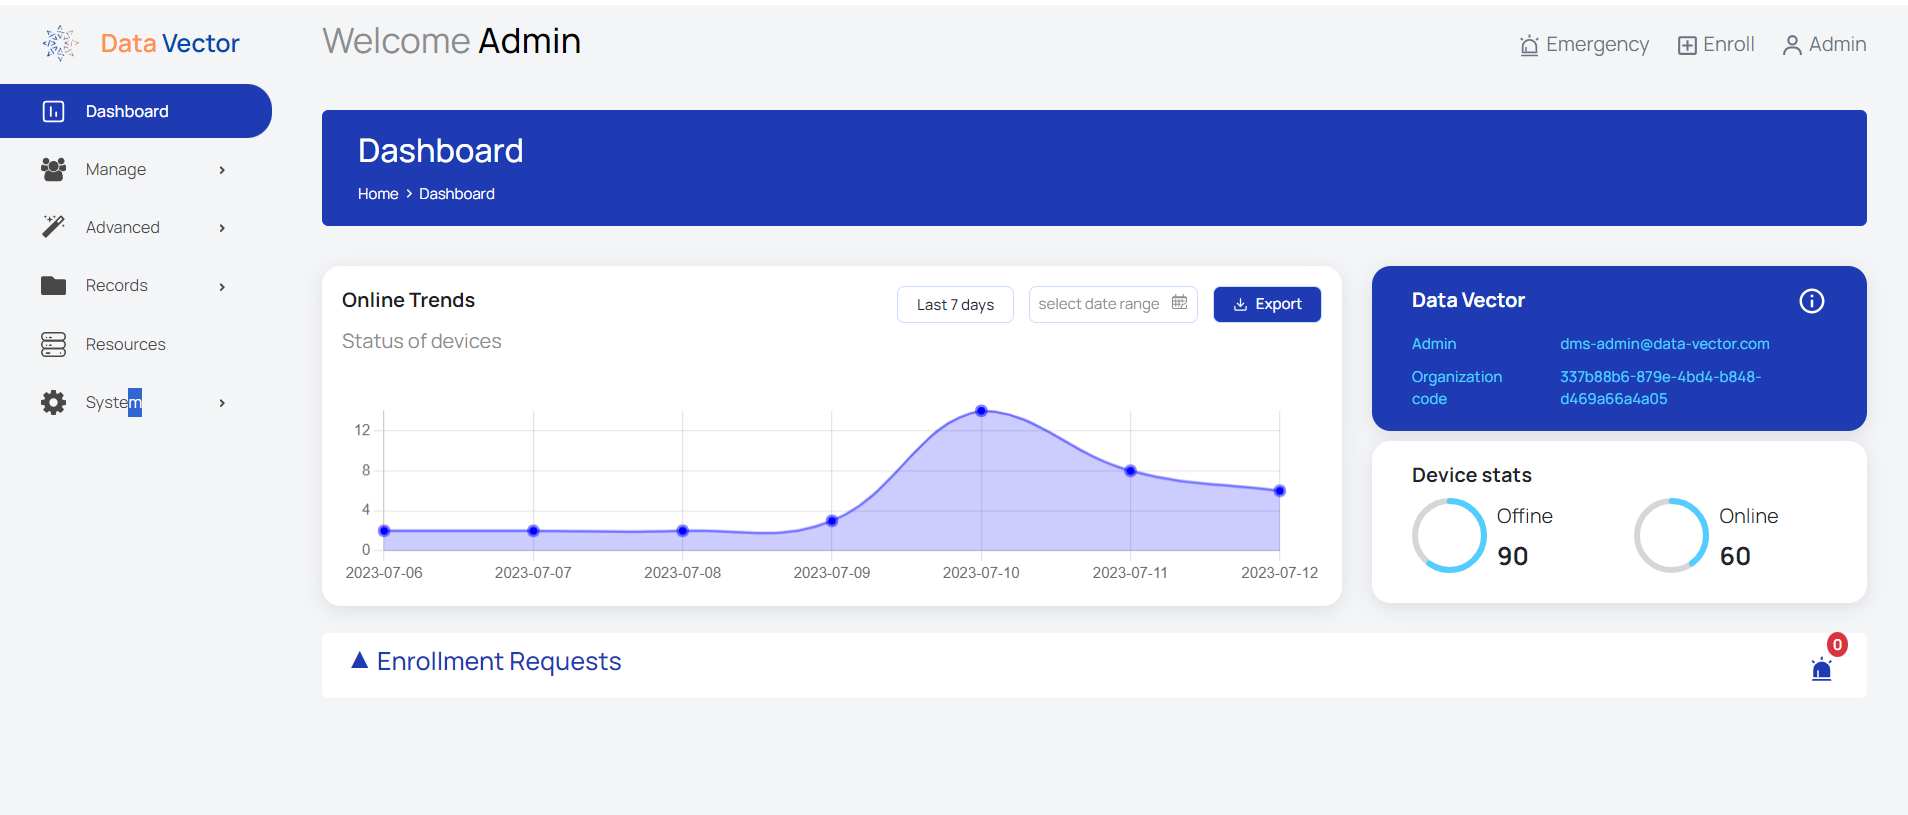 Data Vector
Welcome Admin
Emergency
Enroll
Admin
Dashboard
Manage
Advanced
Records
Resources
System
Dashboard
Home > Dashboard
Online Trends
Last 7 days
select date range
Export
Status of devices
12
8
4
0
2023-07-06
2023-07-07
2023-07-08
2023-07-09
2023-07-10
2023-07-11
2023-07-12
Data Vector
Admin
dms-admin@data-vector.com
Organization
code
337b88b6-879e-4bd4-b848-
d469a66a4a05
Device stats
Offine
90
Online
60
Enrollment Requests
0